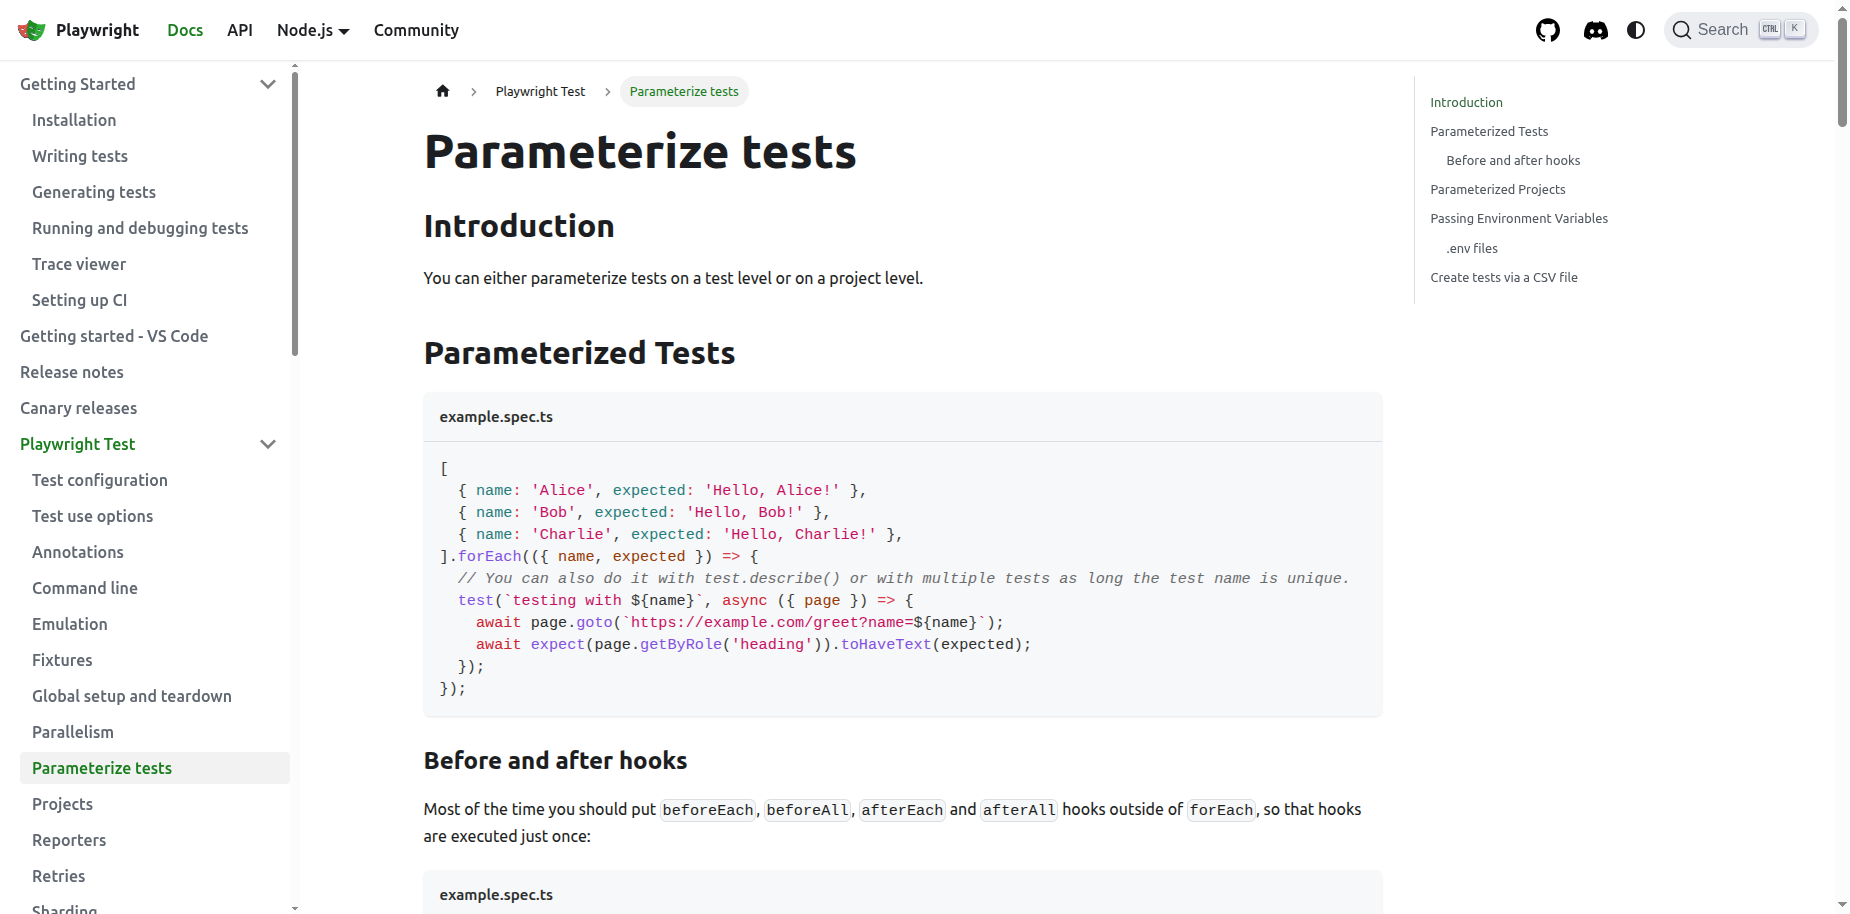 Playwright
Docs
API
Node.js
Community
Search
CTRL
K
Getting Started
Installation
Writing tests
Generating tests
Running and debugging tests
Trace viewer
Setting up CI
Getting started - VS Code
Release notes
Canary releases
Playwright Test
Test configuration
Test use options
Annotations
Command line
Emulation
Fixtures
Global setup and teardown
Parallelism
Parameterize tests
Projects
Reporters
Retries
Sharding
Playwright Test
Parameterize tests
Parameterize tests
Introduction
You can either parameterize tests on a test level or on a project level.
Parameterized Tests
example.spec.ts
[
  { name: 'Alice', expected: 'Hello, Alice!' },
  { name: 'Bob', expected: 'Hello, Bob!' },
  { name: 'Charlie', expected: 'Hello, Charlie!' },
].forEach(({ name, expected }) => {
  // You can also do it with test.describe() or with multiple tests as long the test name is unique.
  test(`testing with ${name}`, async ({ page }) => {
    await page.goto(`https://example.com/greet?name=${name}`);
    await expect(page.getByRole('heading')).toHaveText(expected);
  });
});
Before and after hooks
Most of the time you should put beforeEach, beforeAll, afterEach and afterAll hooks outside of forEach, so that hooks
are executed just once:
example.spec.ts
Introduction
Parameterized Tests
Before and after hooks
Parameterized Projects
Passing Environment Variables
.env files
Create tests via a CSV file